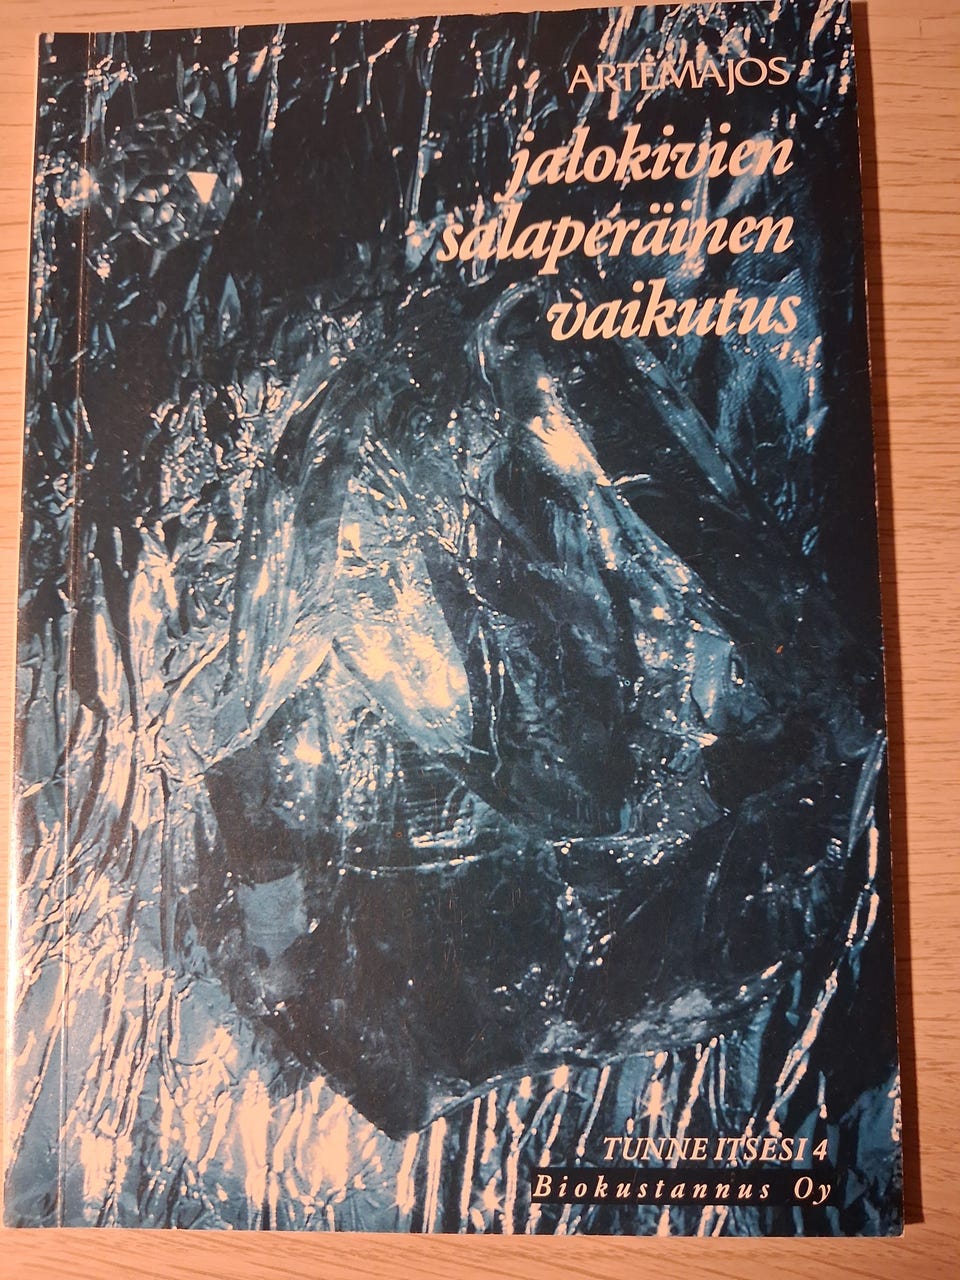 ARTEMAJOS
jalokivien
salaperäinen
vaikutus
TUNNE ITSESI 4
Biokustannus Oy